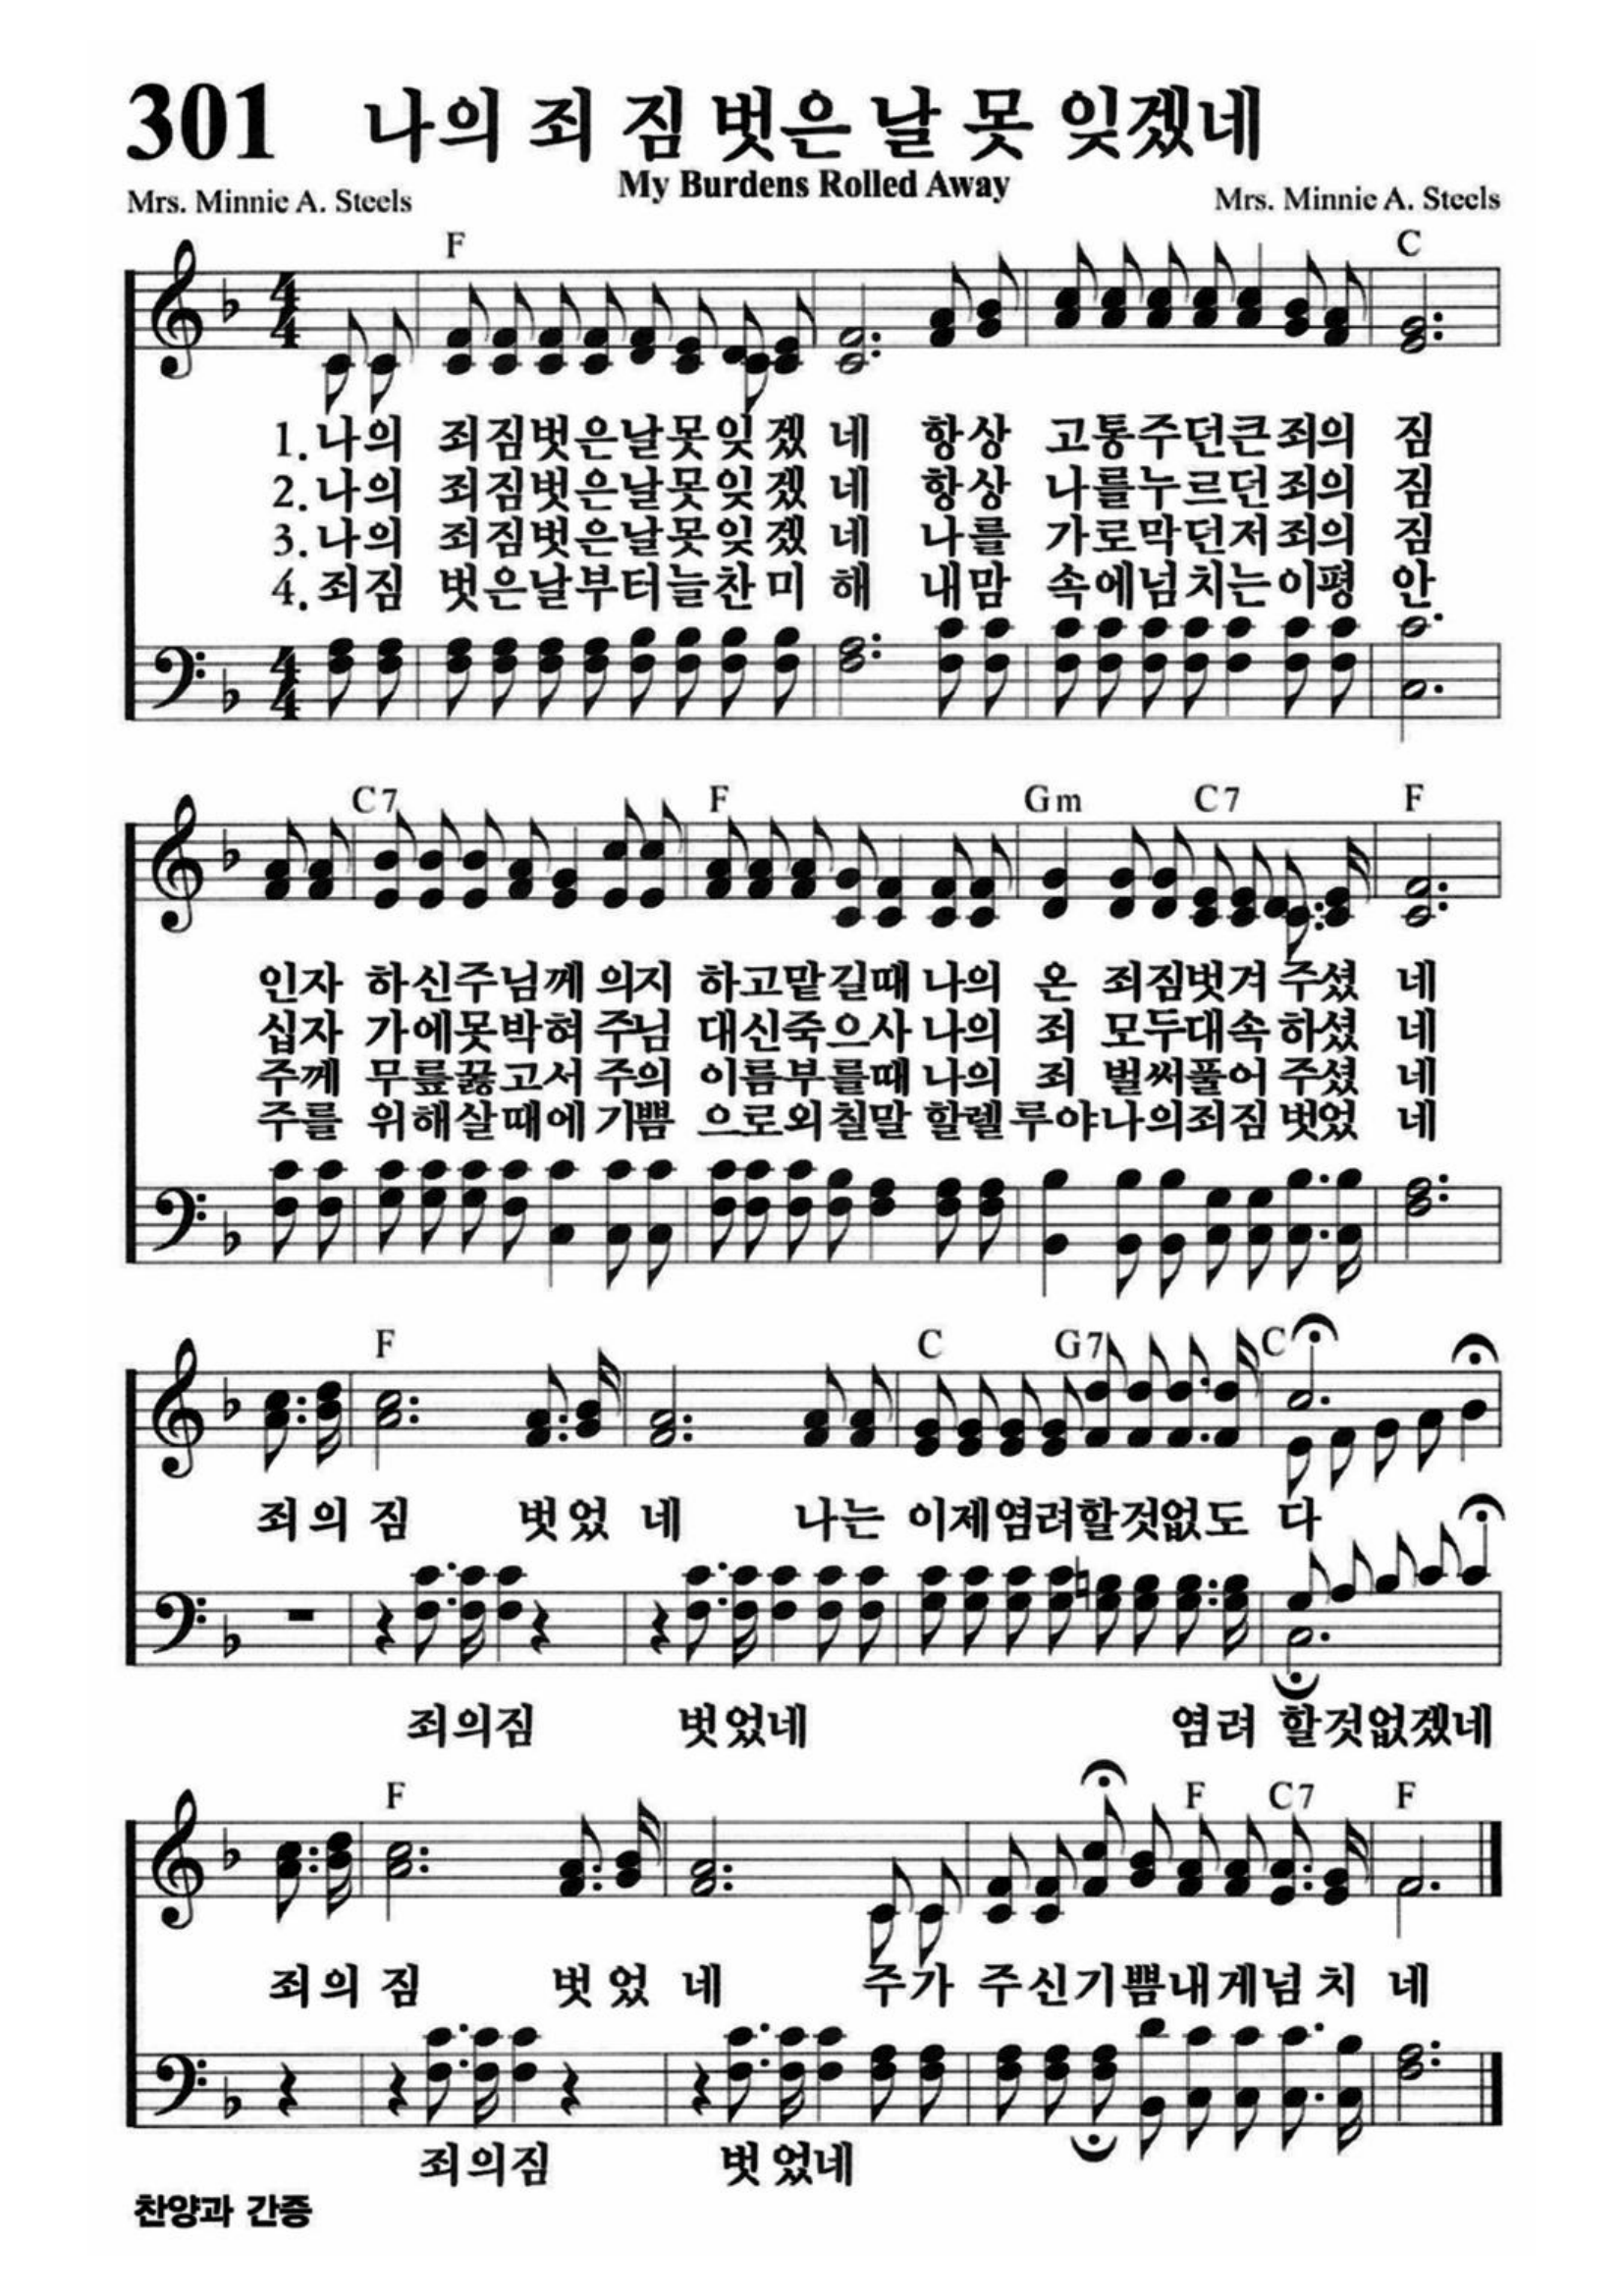 301 나의 죄 짐 벗은 날 못 잊겠네
My Burdens Rolled Away
Mrs. Minnie A. Steels Mrs. Minnie A. Steels
F C
1. 나의 죄짐벗은날못잊겠네 항상 고통주던큰죄의 짐
2. 나의 죄짐벗은날못잊겠네 항상 나를누르던죄의 짐
3. 나의 죄짐벗은날못잊겠네 나를 가로막던저죄의 짐
4. 죄짐 벗은날부터늘찬미해 내맘 속에넘치는이평 안
C7 F Gm C7 F
인자 하신주님께 의지 하고맡길때 나의 온 죄짐벗겨 주셨 네
십자 가에못박혀 주님 대신죽으사 나의 죄 모두대속 하셨 네
주께 무릎꿇고서 주의 이름부를때 나의 죄 벌써풀어 주셨 네
주를 위해살때에 기쁨 으로외칠말 할렐루야나의죄짐 벗었 네
F C G7 C
죄의 짐 벗었 네 나는 이제염려할것없도 다
죄의짐 벗었네 염려 할것없겠네
F F C7 F
죄의 짐 벗었 네 주가 주신기쁨내게넘치 네
죄의짐 벗었네
찬양과 간증